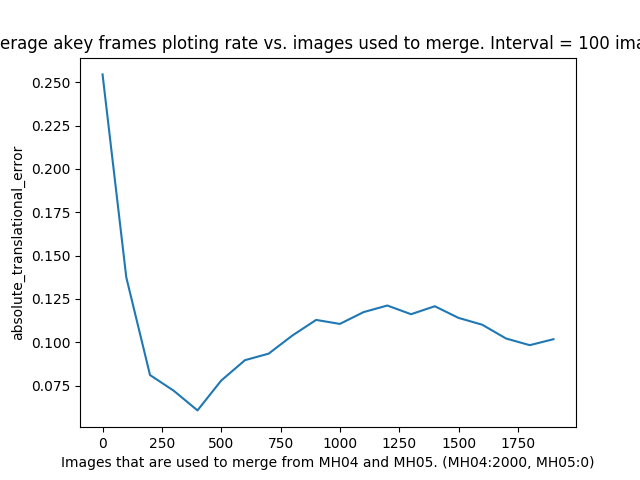 erage akey frames ploting rate vs. images used to merge. Interval = 100 ima
0.250
0.225
0.200
0.175
0.150
0.125
0.100
0.075
absolute_translational_error
0 250 500 750 1000 1250 1500 1750
Images that are used to merge from MH04 and MH05. (MH04:2000, MH05:0)